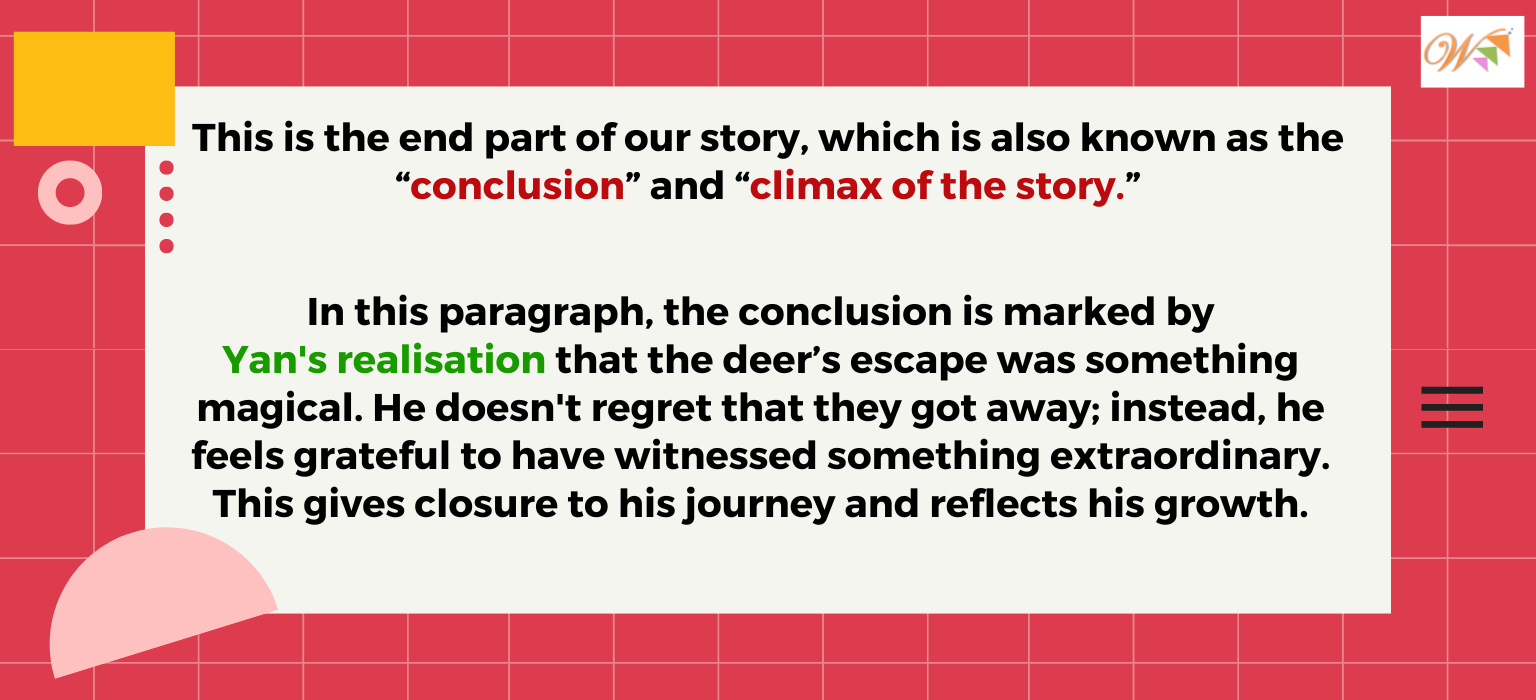 W
This is the end part of our story, which is also known as the
“conclusion” and “climax of the story.”
In this paragraph, the conclusion is marked by
Yan's realisation that the deer’s escape was something
magical. He doesn't regret that they got away; instead, he
feels grateful to have witnessed something extraordinary.
This gives closure to his journey and reflects his growth.